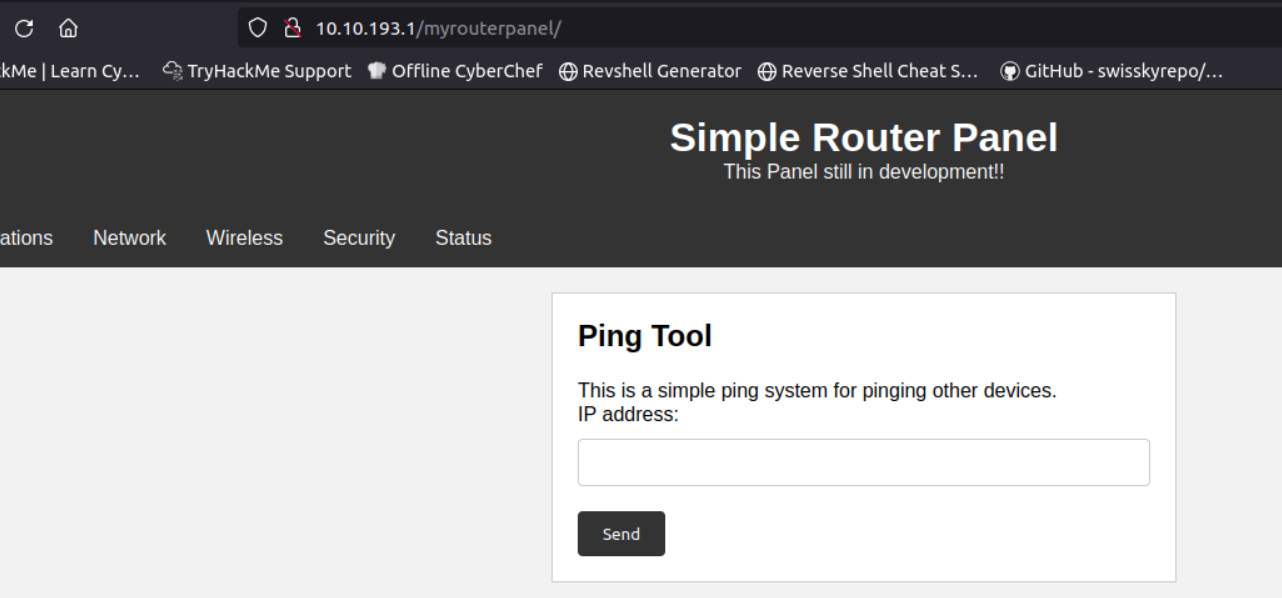 10.10.193.1/myrouterpanel/
kMe | Learn Cy… TryHackMe Support Offline CyberChef Revshell Generator Reverse Shell Cheat S… GitHub - swisskyrepo/…
Simple Router Panel
This Panel still in development!!
ations Network Wireless Security Status
Ping Tool
This is a simple ping system for pinging other devices.
IP address:
Send